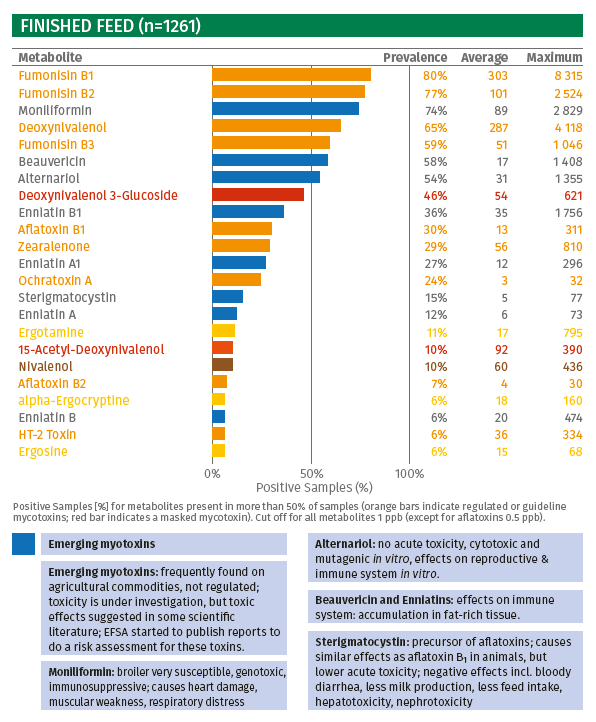 FINISHED FEED (n=1261)
Metabolite Prevalence Average Maximum
Fumonisin B1 80% 303 8 315
Fumonisin B2 77% 101 2 524
Moniliformin 74% 89 2 829
Deoxynivalenol 65% 287 4 118
Fumonisin B3 59% 51 1 046
Beauvericin 58% 17 1 408
Alternariol 54% 31 1 355
Deoxynivalenol 3-Glucoside 46% 54 621
Enniatin B1 36% 35 1 756
Aflatoxin B1 30% 13 311
Zearalenone 29% 56 810
Enniatin A1 27% 12 296
Ochratoxin A 24% 3 32
Sterigmatocystin 15% 5 77
Enniatin A 12% 6 73
Ergotamine 11% 17 795
15-Acetyl-Deoxynivalenol 10% 92 390
Nivalenol 10% 60 436
Aflatoxin B2 7% 4 30
alpha-Ergocryptine 6% 18 160
Enniatin B 6% 20 474
HT-2 Toxin 6% 36 334
Ergosine 6% 15 68
0% 50% 100%
Positive Samples (%)
Positive Samples [%] for metabolites present in more than 50% of samples (orange bars indicate regulated or guideline
mycotoxins; red bar indicates a masked mycotoxin). Cut off for all metabolites 1 ppb (except for aflatoxins 0.5 ppb).
Emerging myotoxins
Emerging myotoxins: frequently found on
agricultural commodities, not regulated;
toxicity is under investigation, but toxic
effects suggested in some scientific
literature; EFSA started to publish reports to
do a risk assessment for these toxins.
Moniliformin: broiler very susceptible, genotoxic,
immunosuppressive; causes heart damage,
muscular weakness, respiratory distress
Alternariol: no acute toxicity, cytotoxic and
mutagenic in vitro, effects on reproductive &
immune system in vitro.
Beauvericin and Enniatins: effects on immune
system: accumulation in fat-rich tissue.
Sterigmatocystin: precursor of aflatoxins; causes
similar effects as aflatoxin B₁ in animals, but
lower acute toxicity; negative effects incl. bloody
diarrhea, less milk production, less feed intake,
hepatotoxicity, nephrotoxicity